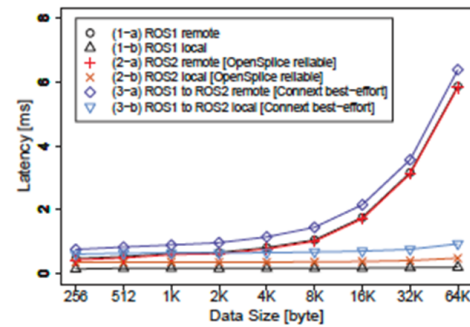 8
6
4
2
0
Latency [ms]
(1-a) ROS1 remote
(1-b) ROS1 local
(2-a) ROS2 remote [OpenSplice reliable]
(2-b) ROS2 local [OpenSplice reliable]
(3-a) ROS1 to ROS2 remote [Connext best-effort]
(3-b) ROS1 to ROS2 local [Connext best-effort]
256 512 1K 2K 4K 8K 16K 32K 64K
Data Size [byte]